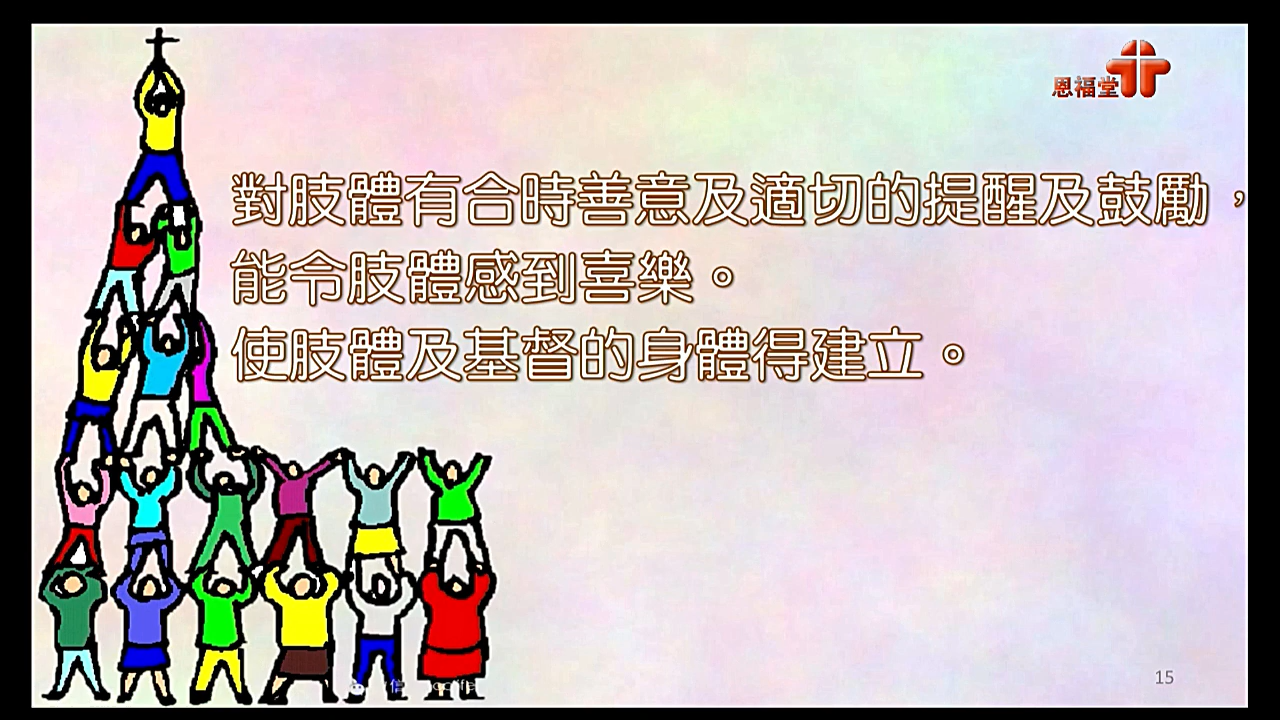 恩福堂
對肢體有合時善意及適切的提醒及鼓勵，
能令肢體感到喜樂。
使肢體及基督的身體得建立。
15